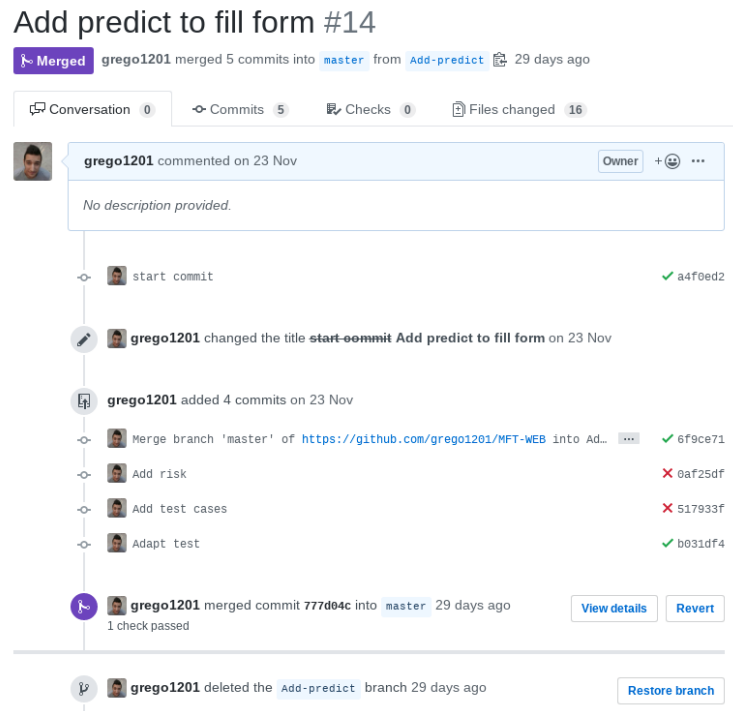 Add predict to fill form #14
Merged grego1201 merged 5 commits into master from Add-predict 29 days ago
Conversation 0 Commits 5 Checks 0 Files changed 16
grego1201 commented on 23 Nov Owner + ...
No description provided.
start commit a4f0ed2
grego1201 changed the title start commit Add predict to fill form on 23 Nov
grego1201 added 4 commits on 23 Nov
Merge branch 'master' of https://github.com/grego1201/MFT-WEB into Ad… ... 6f9ce71
Add risk 0af25df
Add test cases 517933f
Adapt test b031df4
grego1201 merged commit 777d04c into master 29 days ago View details Revert
1 check passed
grego1201 deleted the Add-predict branch 29 days ago Restore branch